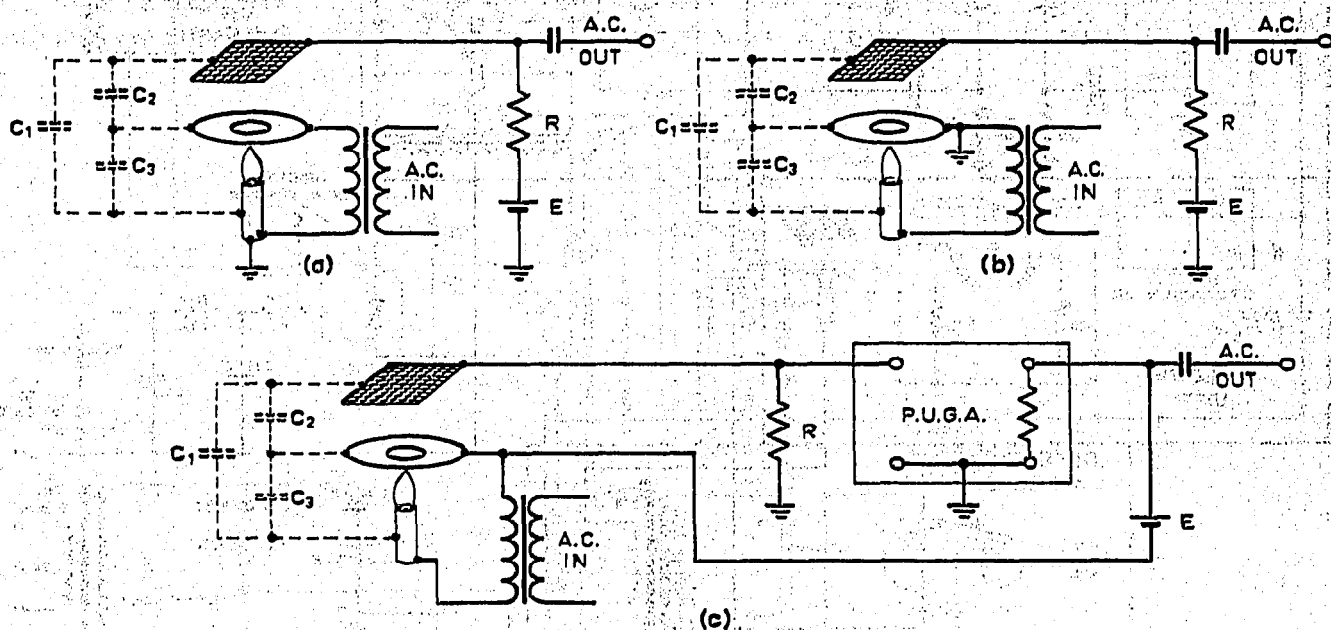 A.C.
OUT
C₂
C₁
C₃
R
A.C.
IN
E
(a)
A.C.
OUT
C₂
C₁
C₃
R
A.C.
IN
E
(b)
A.C.
OUT
C₂
C₁
C₃
R
P.U.G.A.
A.C.
IN
E
(c)